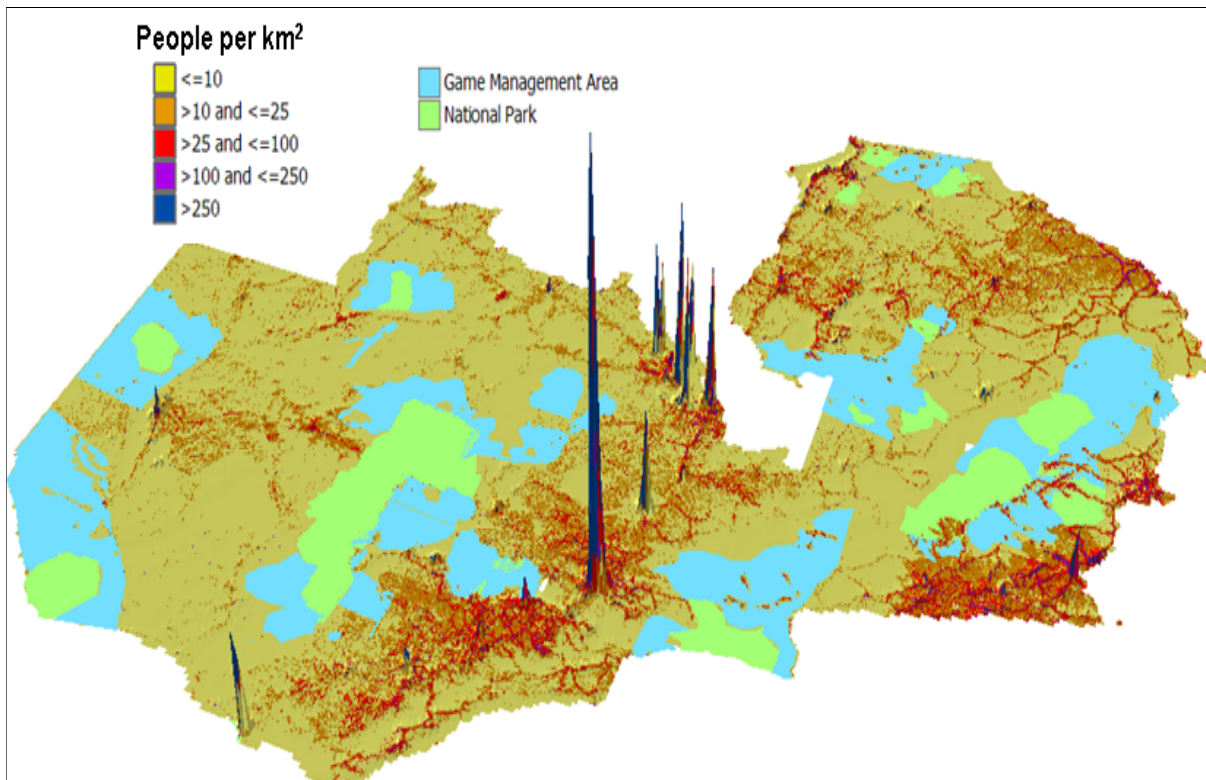 People per km²
<=10
>10 and <=25
>25 and <=100
>100 and <=250
>250
Game Management Area
National Park